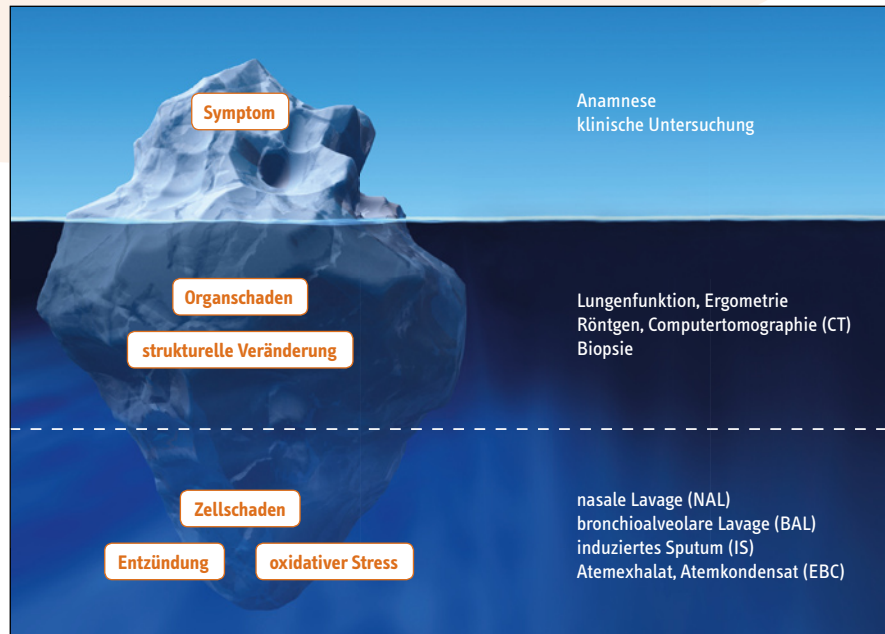 Symptom
Anamnese
klinische Untersuchung
Organschaden
strukturelle Veränderung
Lungenfunktion, Ergometrie
Röntgen, Computertomographie (CT)
Biopsie
Zellschaden
Entzündung
oxidativer Stress
nasale Lavage (NAL)
bronchioalveolare Lavage (BAL)
induziertes Sputum (IS)
Atemexhalat, Atemkondensat (EBC)